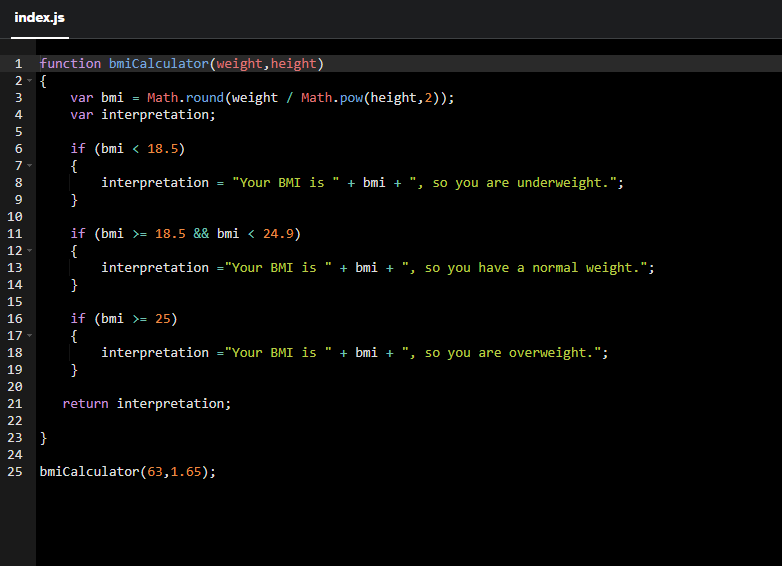 index.js
1 function bmiCalculator(weight,height)
2 {
3     var bmi = Math.round(weight / Math.pow(height,2));
4     var interpretation;
5
6     if (bmi < 18.5)
7     {
8         interpretation = "Your BMI is " + bmi + ", so you are underweight.";
9     }
10
11     if (bmi >= 18.5 && bmi < 24.9)
12     {
13         interpretation ="Your BMI is " + bmi + ", so you have a normal weight.";
14     }
15
16     if (bmi >= 25)
17     {
18         interpretation ="Your BMI is " + bmi + ", so you are overweight.";
19     }
20
21    return interpretation;
22
23 }
24
25 bmiCalculator(63,1.65);